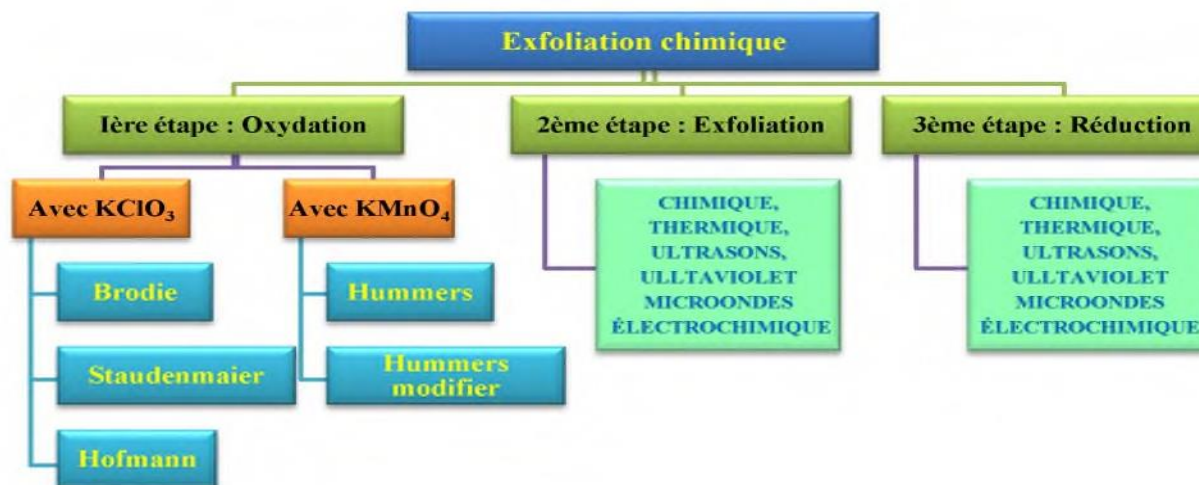 Exfoliation chimique
Ière étape : Oxydation
2ème étape : Exfoliation
3ème étape : Réduction
Avec KClO₃
Avec KMnO₄
Brodie
Staudenmaier
Hofmann
Hummers
Hummers
modifier
CHIMIQUE,
THERMIQUE,
ULTRASONS,
ULLTAVIOLET
MICROONDES
ÉLECTROCHIMIQUE
CHIMIQUE,
THERMIQUE,
ULTRASONS,
ULLTAVIOLET
MICROONDES
ÉLECTROCHIMIQUE